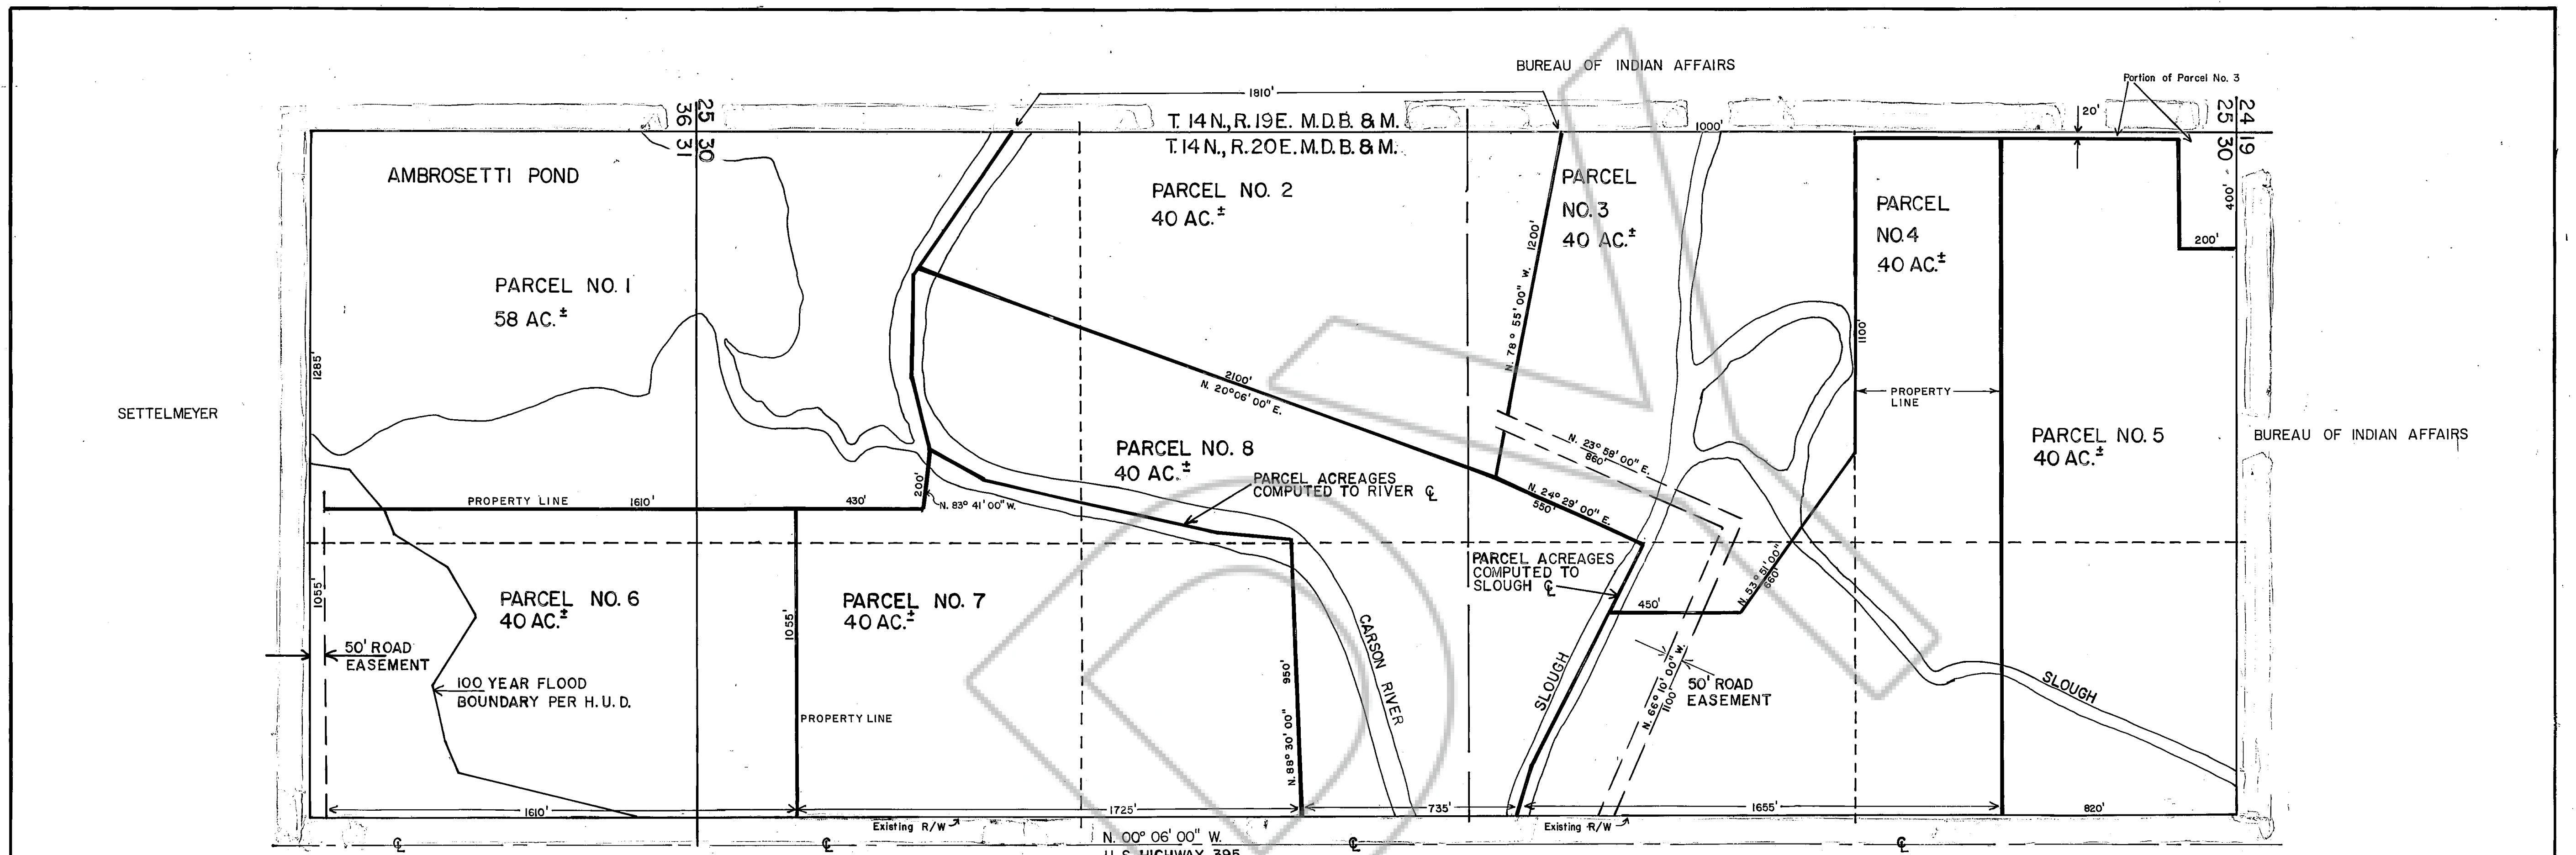 BUREAU OF INDIAN AFFAIRS
Portion of Parcel No. 3
1810'
20'
36 25
31 30
T. 14 N., R. 19 E. M.D.B. & M.
T. 14 N., R. 20 E. M.D.B. & M.
1000'
25 24
30 19
AMBROSETTI POND
PARCEL NO. 2
40 AC.±
PARCEL
NO. 3
40 AC.±
PARCEL
NO. 4
40 AC.±
400'
200'
PARCEL NO. 1
58 AC.±
1285'
1200'
N. 78° 55' 00" W.
1100'
PROPERTY
LINE
2100'
N. 20° 06' 00" E.
SETTELMEYER
PARCEL NO. 8
40 AC.±
PARCEL ACREAGES
COMPUTED TO RIVER ℄
N. 23° 58' 00" E.
860'
PARCEL NO. 5
40 AC.±
BUREAU OF INDIAN AFFAIRS
PROPERTY LINE
1610'
430'
200'
N. 83° 41' 00" W.
N. 24° 29' 00" E.
550'
PARCEL ACREAGES
COMPUTED TO
SLOUGH ℄
N. 53° 51' 00"
660'
450'
1055'
PARCEL NO. 6
40 AC.±
1055'
PARCEL NO. 7
40 AC.±
50' ROAD
EASEMENT
100 YEAR FLOOD
BOUNDARY PER H.U.D.
PROPERTY LINE
950'
N. 88° 30' 00"
CARSON RIVER
SLOUGH
N. 66° 10' 00" W.
1100'
50' ROAD
EASEMENT
SLOUGH
1610'
1725'
735'
1655'
820'
Existing R/W
Existing R/W
℄
℄
N. 00° 06' 00" W.
U.S. HIGHWAY 395
℄
℄